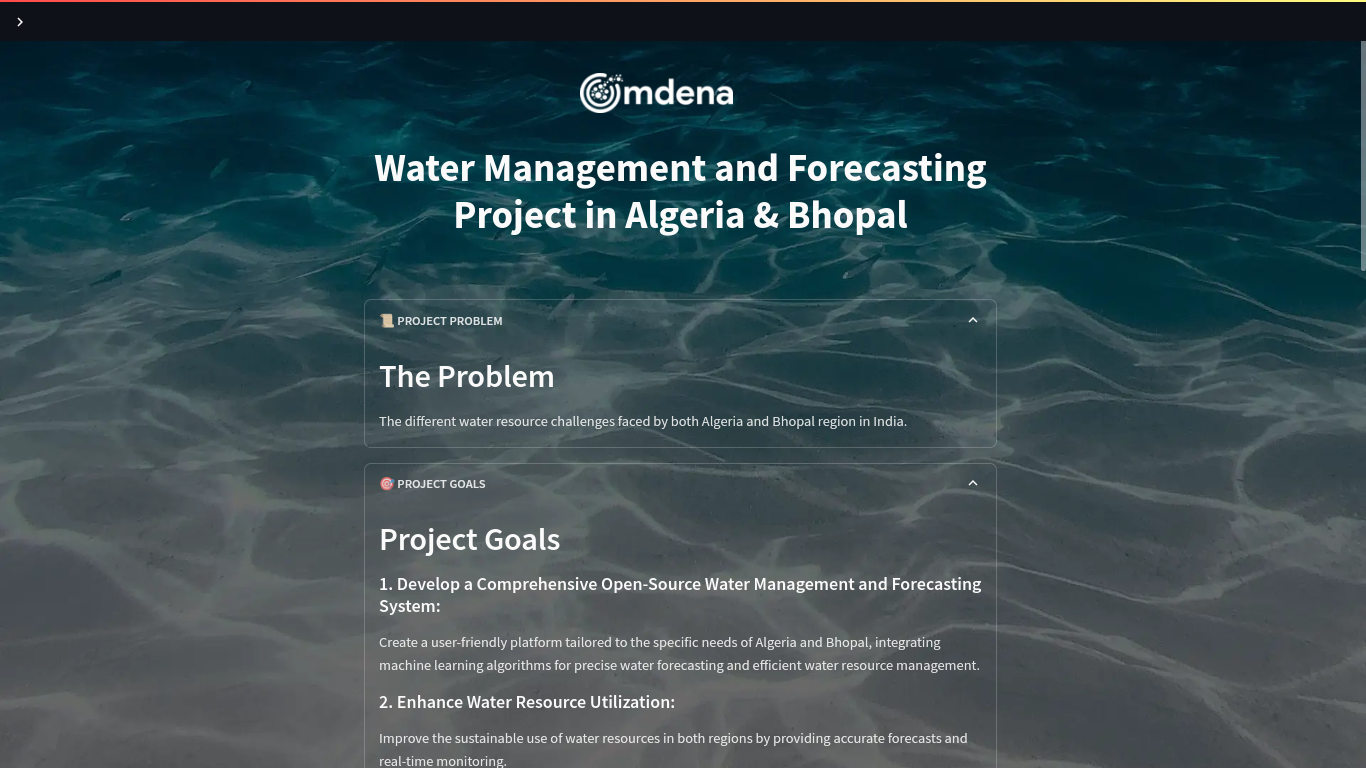 Omdena
Water Management and Forecasting
Project in Algeria & Bhopal
📜 PROJECT PROBLEM
The Problem
The different water resource challenges faced by both Algeria and Bhopal region in India.
🎯 PROJECT GOALS
Project Goals
1. Develop a Comprehensive Open-Source Water Management and Forecasting
System:
Create a user-friendly platform tailored to the specific needs of Algeria and Bhopal, integrating
machine learning algorithms for precise water forecasting and efficient water resource management.
2. Enhance Water Resource Utilization:
Improve the sustainable use of water resources in both regions by providing accurate forecasts and
real-time monitoring.